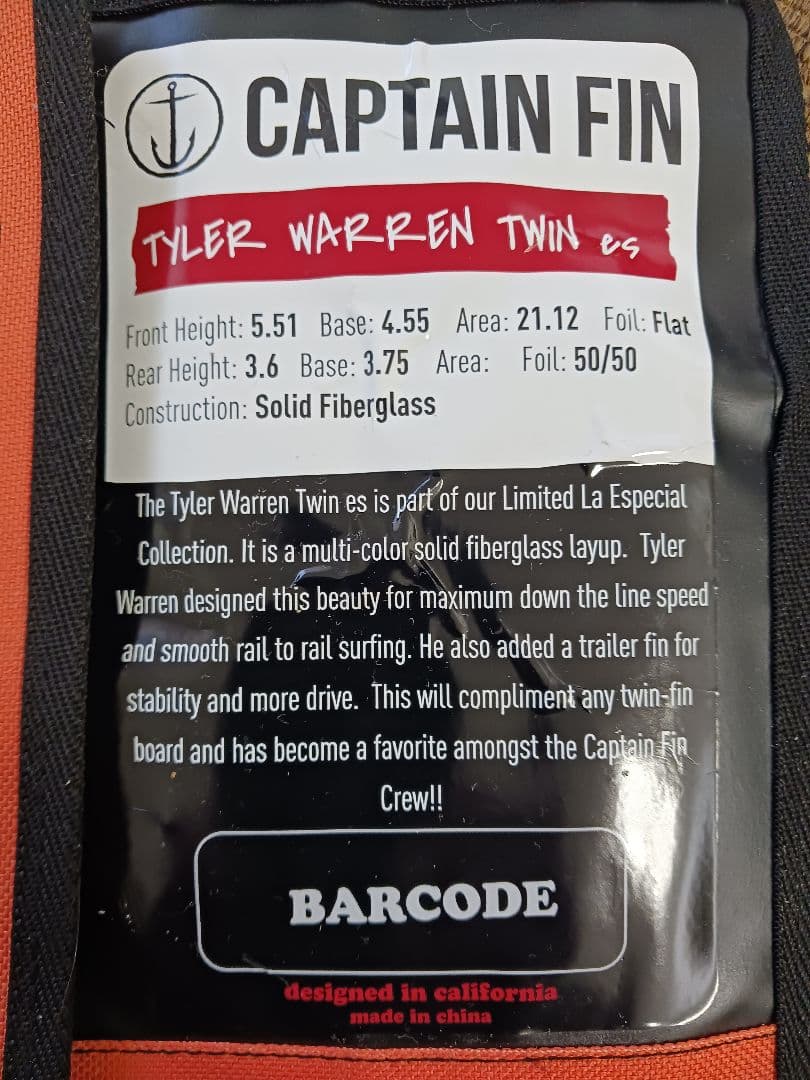 CAPTAIN FIN
TYLER WARREN TWIN es
Front Height: 5.51 Base: 4.55 Area: 21.12 Foil: Flat
Rear Height: 3.6 Base: 3.75 Area: Foil: 50/50
Construction: Solid Fiberglass
The Tyler Warren Twin es is part of our Limited La Especial
Collection. It is a multi-color solid fiberglass layup. Tyler
Warren designed this beauty for maximum down the line speed
and smooth rail to rail surfing. He also added a trailer fin for
stability and more drive. This will compliment any twin-fin
board and has become a favorite amongst the Captain Fin
Crew!!
BARCODE
designed in california
made in china